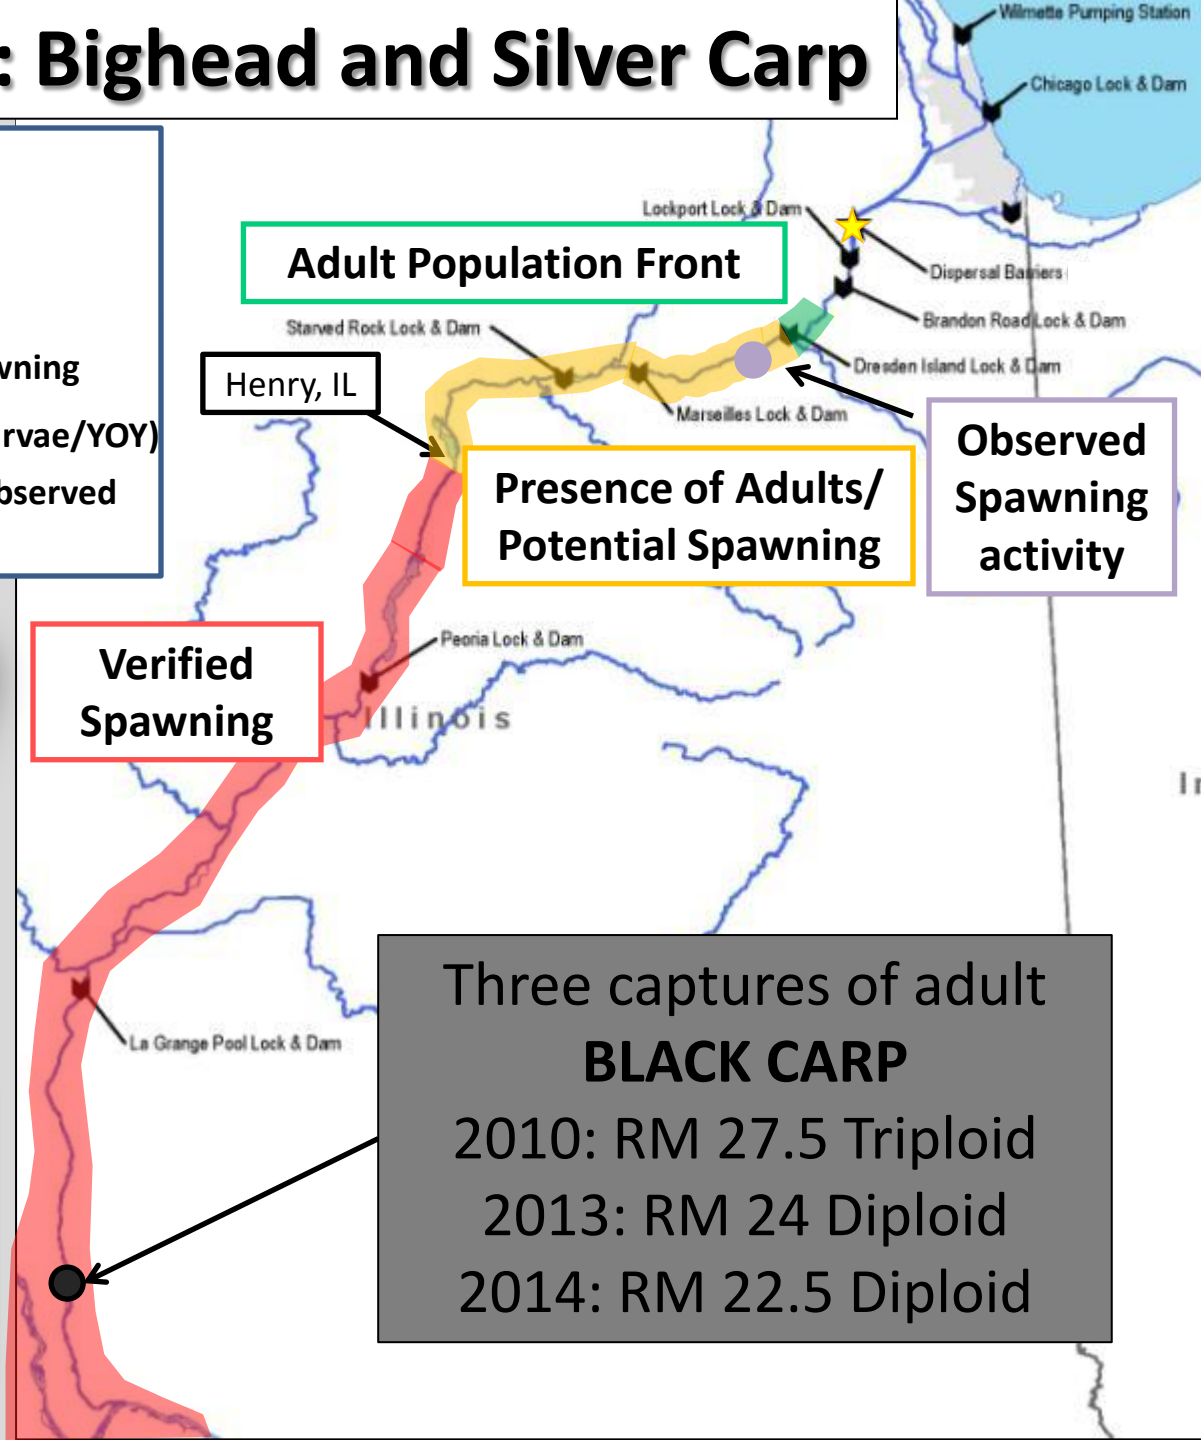 : Bighead and Silver Carp
Wilmette Pumping Station
Chicago Lock & Dam
Lockport Lock & Dam
Adult Population Front
Dispersal Barriers
Starved Rock Lock & Dam
Brandon Road Lock & Dam
Henry, IL
Dresden Island Lock & Dam
wning
Marseilles Lock & Dam
rvae/YOY)
bserved
Observed
Spawning
activity
Presence of Adults/
Potential Spawning
Peoria Lock & Dam
Verified
Spawning
Illinois
In
La Grange Pool Lock & Dam
Three captures of adult
BLACK CARP
2010: RM 27.5 Triploid
2013: RM 24 Diploid
2014: RM 22.5 Diploid